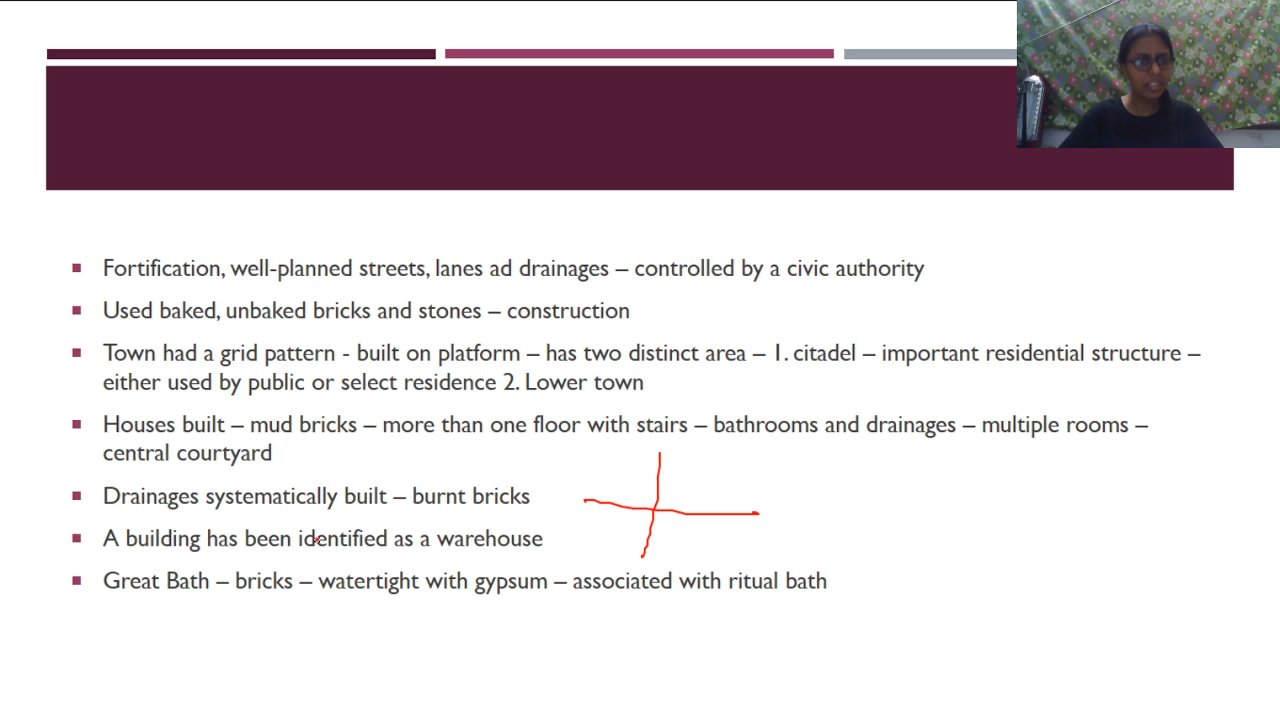 Fortification, well-planned streets, lanes ad drainages – controlled by a civic authority
Used baked, unbaked bricks and stones – construction
Town had a grid pattern - built on platform – has two distinct area – 1. citadel – important residential structure –
either used by public or select residence 2. Lower town
Houses built – mud bricks – more than one floor with stairs – bathrooms and drainages – multiple rooms –
central courtyard
Drainages systematically built – burnt bricks
A building has been identified as a warehouse
Great Bath – bricks – watertight with gypsum – associated with ritual bath